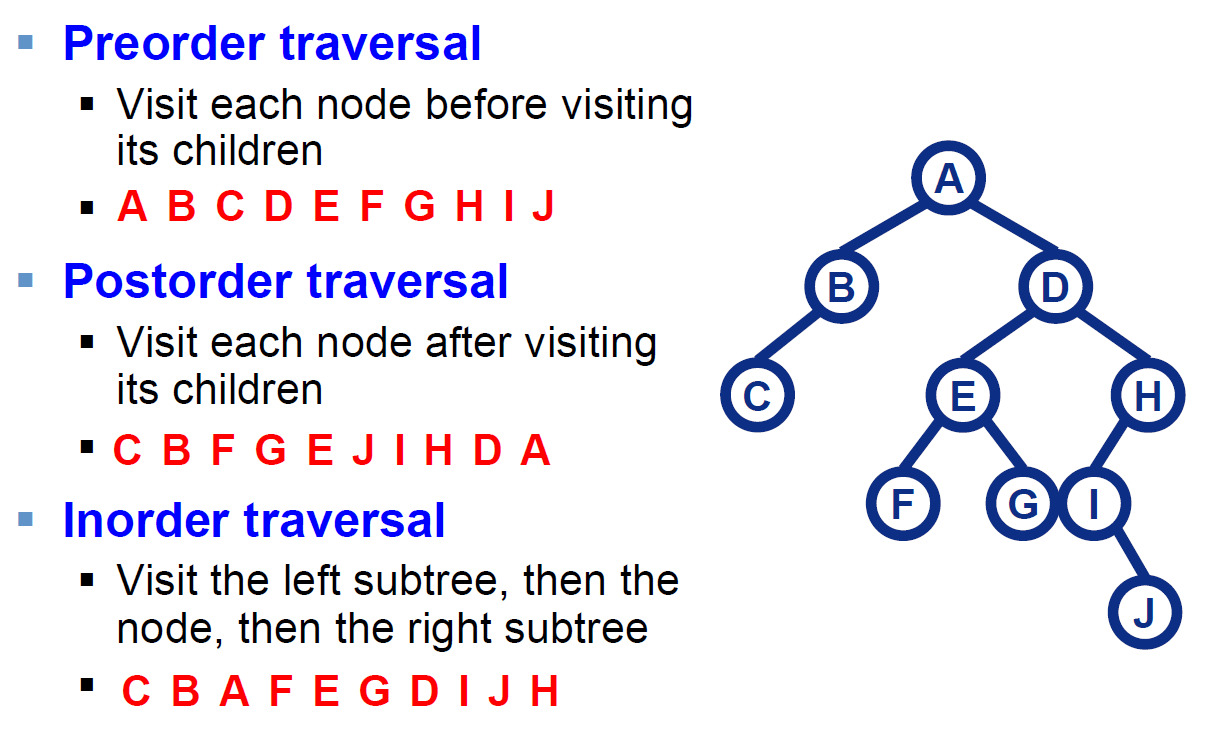 Preorder traversal
Visit each node before visiting
its children
A B C D E F G H I J
Postorder traversal
Visit each node after visiting
its children
C B F G E J I H D A
Inorder traversal
Visit the left subtree, then the
node, then the right subtree
C B A F E G D I J H
A
B D
C E H
F G I
J